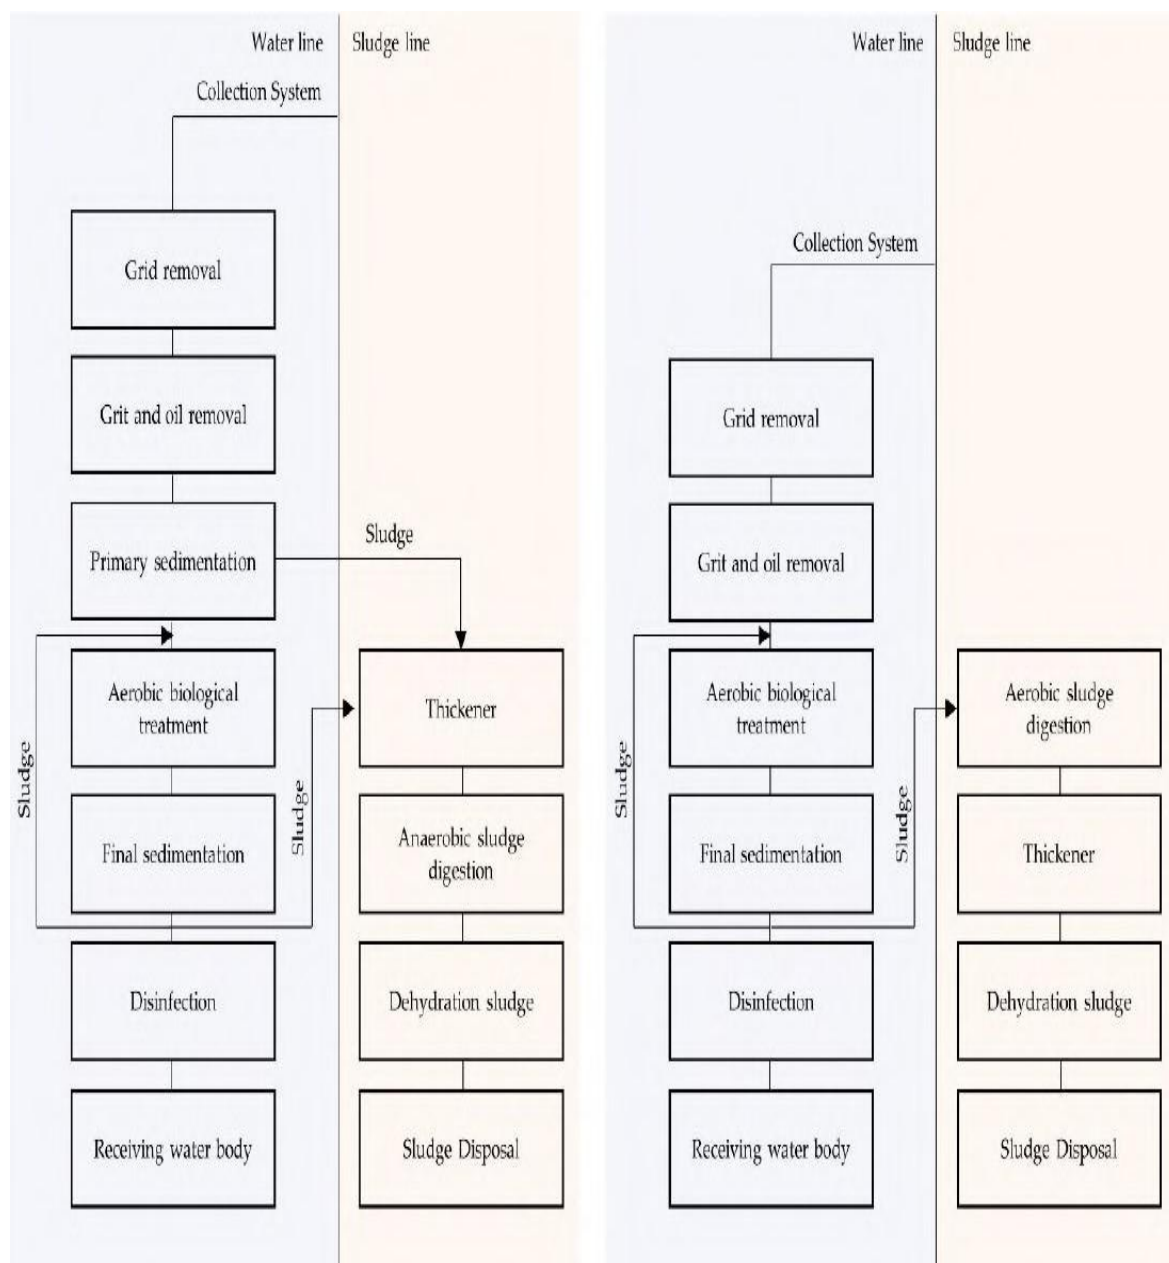 Water line
Sludge line
Collection System
Grid removal
Grit and oil removal
Primary sedimentation
Sludge
Aerobic biological
treatment
Sludge
Final sedimentation
Sludge
Disinfection
Receiving water body
Thickener
Anaerobic sludge
digestion
Dehydration sludge
Sludge Disposal
Water line
Sludge line
Collection System
Grid removal
Grit and oil removal
Aerobic biological
treatment
Sludge
Final sedimentation
Sludge
Disinfection
Receiving water body
Aerobic sludge
digestion
Thickener
Dehydration sludge
Sludge Disposal